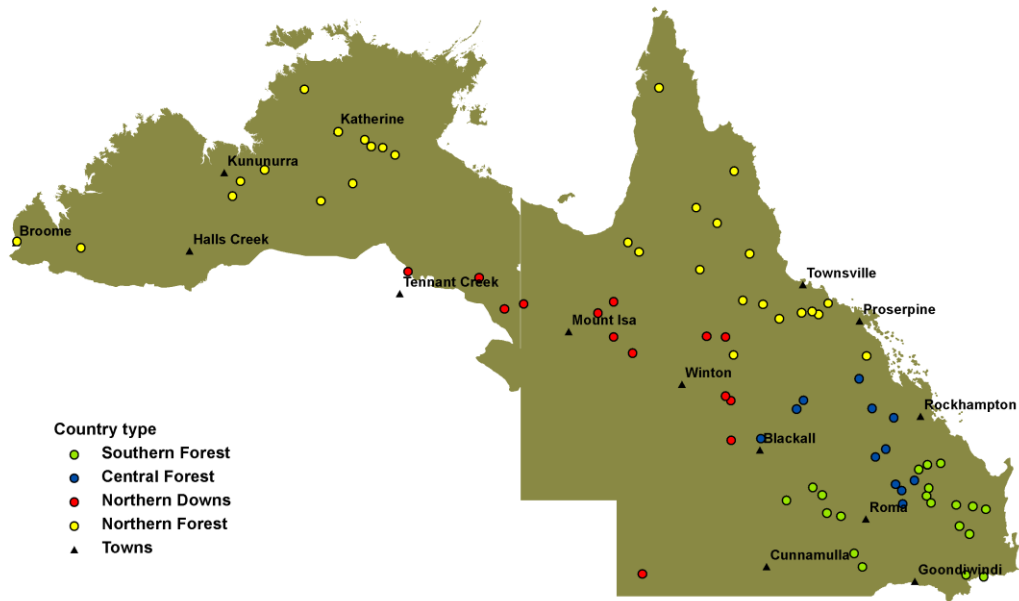 Katherine
Kununurra
Broome
Halls Creek
Tennant Creek
Townsville
Mount Isa
Proserpine
Winton
Rockhampton
Blackall
Roma
Cunnamulla
Goondiwindi
Country type
Southern Forest
Central Forest
Northern Downs
Northern Forest
Towns